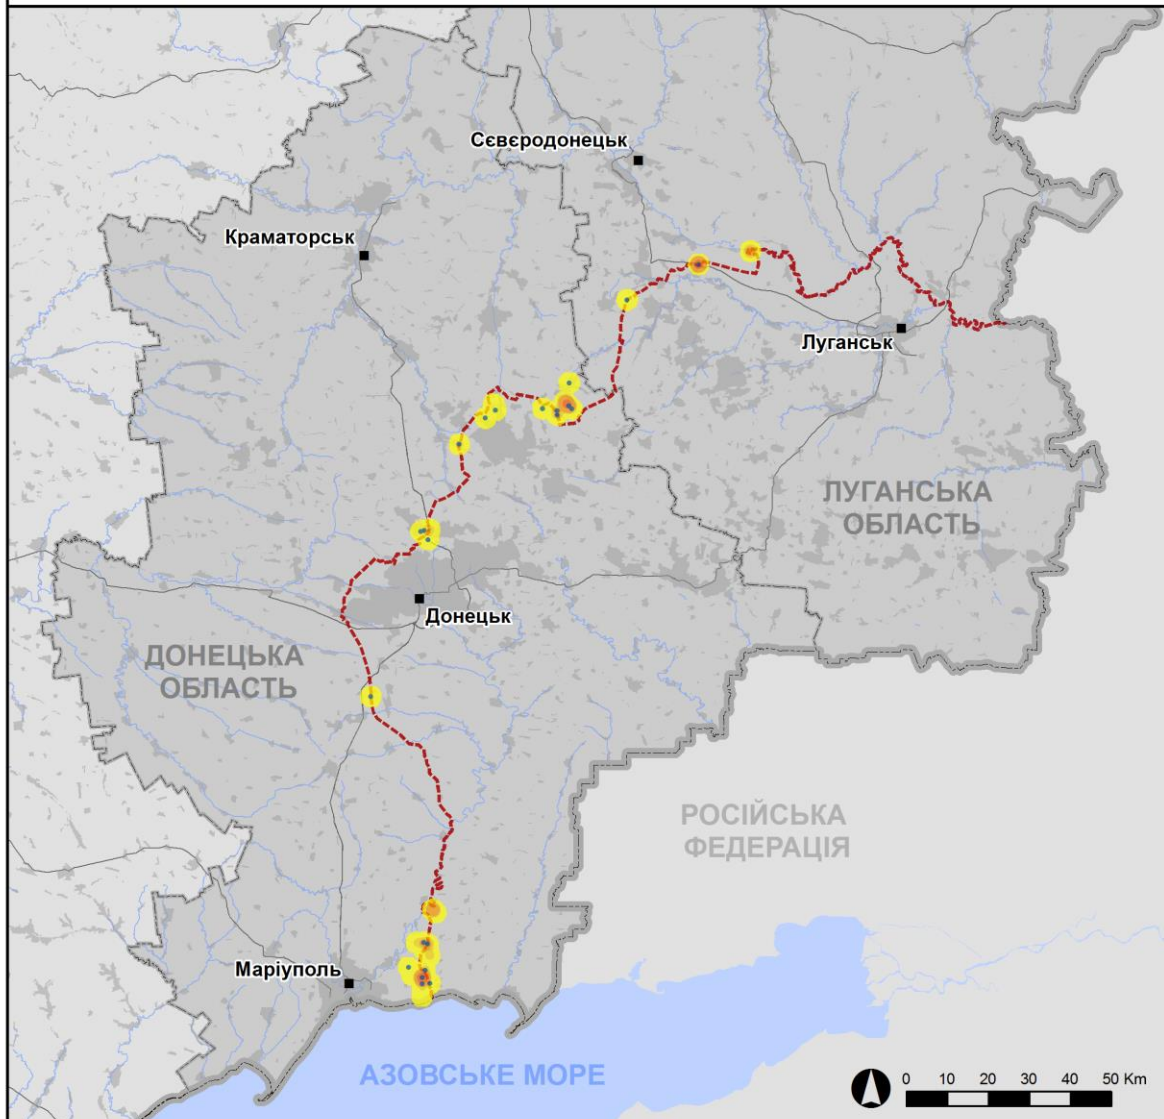 Сєвєродонецьк
Краматорськ
Луганськ
ЛУГАНСЬКА
ОБЛАСТЬ
Донецьк
ДОНЕЦЬКА
ОБЛАСТЬ
РОСІЙСЬКА
ФЕДЕРАЦІЯ
Маріуполь
АЗОВСЬКЕ МОРЕ
0 10 20 30 40 50 Km